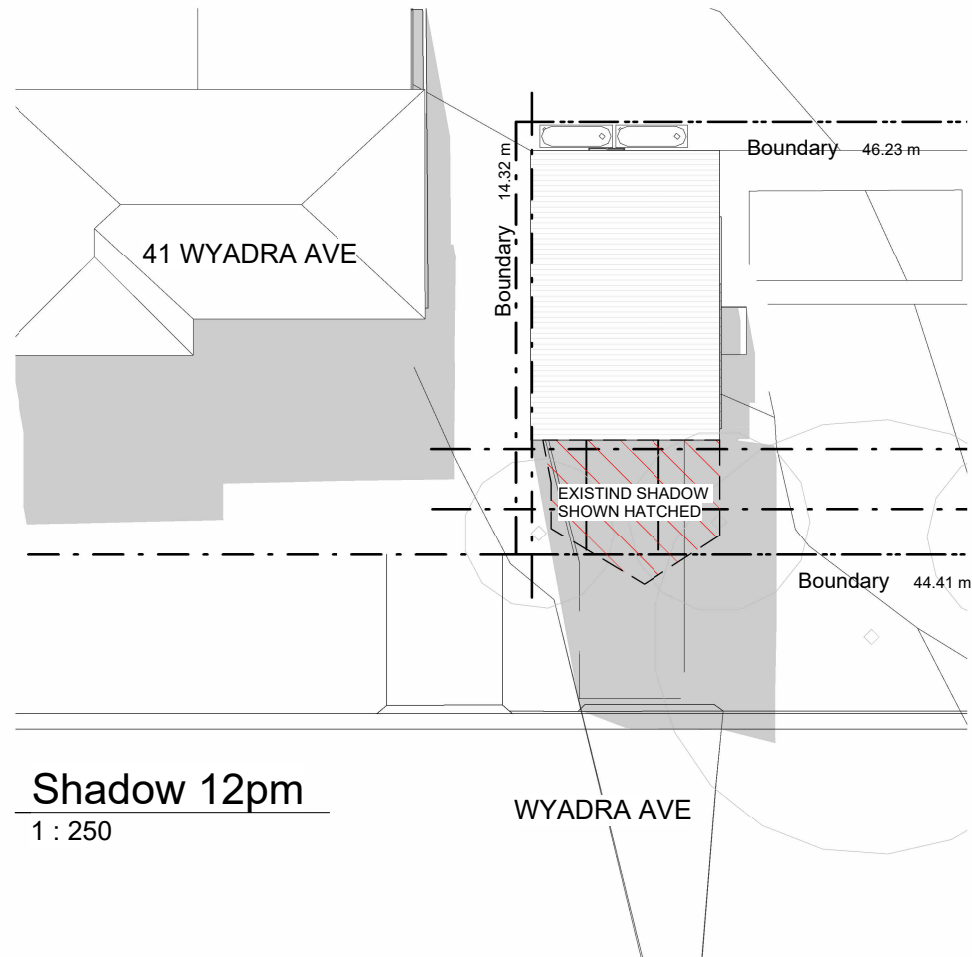 Boundary 46.23 m
Boundary 14.32 m
41 WYADRA AVE
EXISTIND SHADOW
SHOWN HATCHED
Boundary 44.41 m
Shadow 12pm
1 : 250
WYADRA AVE